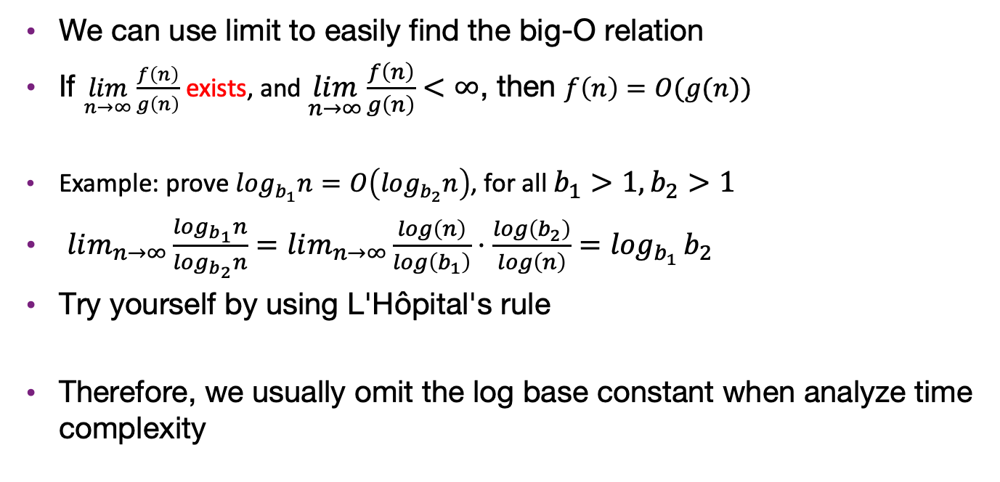 • We can use limit to easily find the big-O relation
• If $\lim_{n \to \infty} \frac{f(n)}{g(n)}$ exists, and $\lim_{n \to \infty} \frac{f(n)}{g(n)} < \infty$, then $f(n) = O(g(n))$
• Example: prove $log_{b_1} n = O(log_{b_2} n)$, for all $b_1 > 1, b_2 > 1$
• $lim_{n \to \infty} \frac{log_{b_1} n}{log_{b_2} n} = lim_{n \to \infty} \frac{log(n)}{log(b_1)} \cdot \frac{log(b_2)}{log(n)} = log_{b_1} b_2$
• Try yourself by using L'Hôpital's rule
• Therefore, we usually omit the log base constant when analyze time
complexity